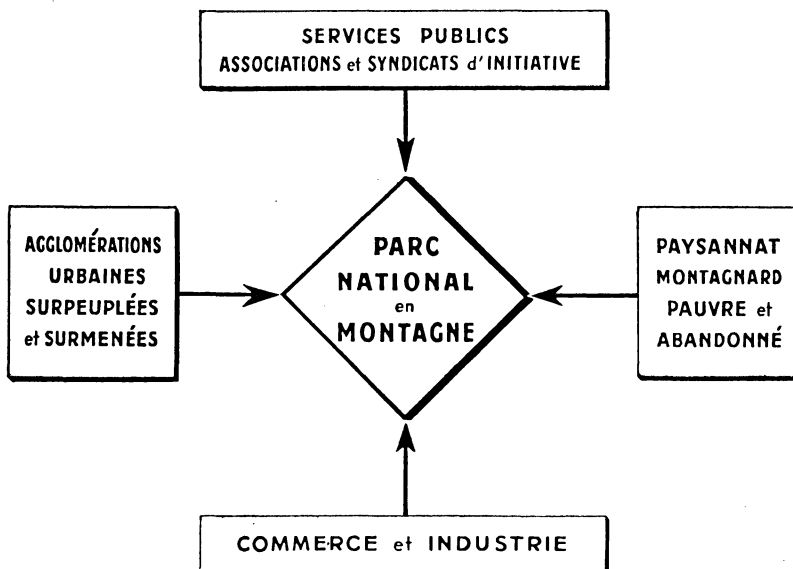 SERVICES PUBLICS
ASSOCIATIONS et SYNDICATS d'INITIATIVE
AGGLOMÉRATIONS
URBAINES
SURPEUPLÉES
et SURMENÉES
PARC
NATIONAL
en
MONTAGNE
PAYSANNAT
MONTAGNARD
PAUVRE et
ABANDONNÉ
COMMERCE et INDUSTRIE